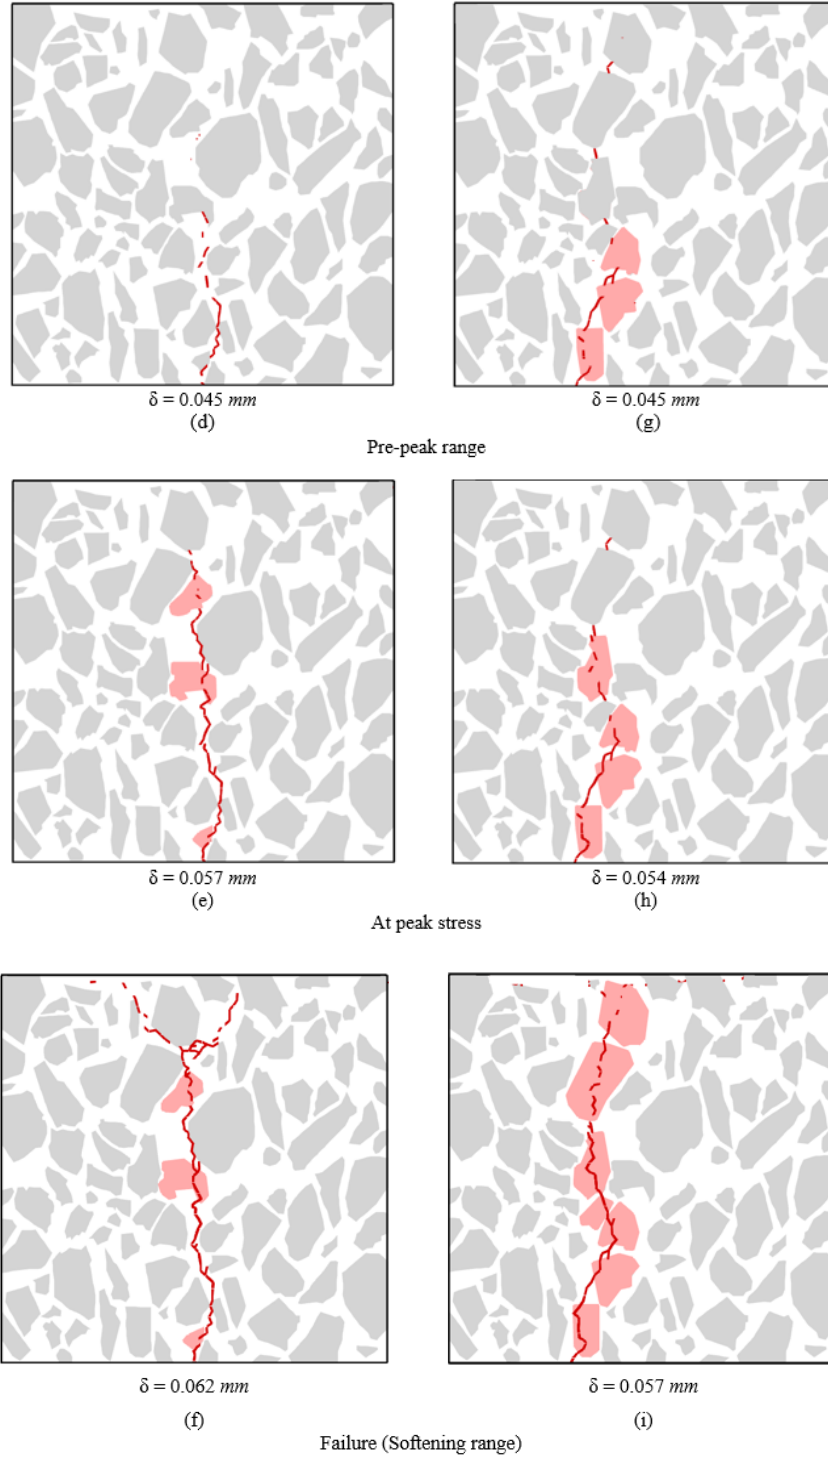 δ = 0.045 mm δ = 0.045 mm
(d) (g)
Pre-peak range
δ = 0.057 mm δ = 0.054 mm
(e) (h)
At peak stress
δ = 0.062 mm δ = 0.057 mm
(f) (i)
Failure (Softening range)